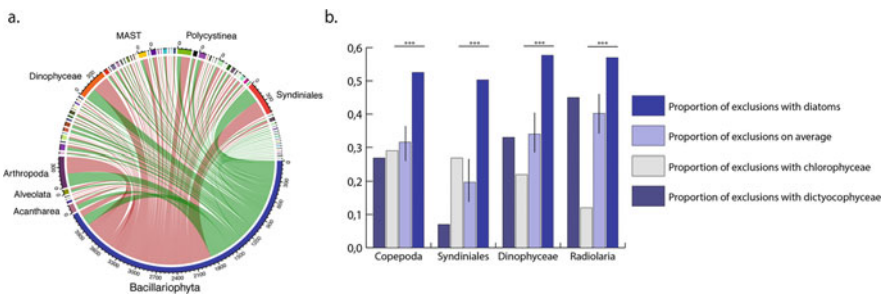 a.
MAST
Polycystinea
Dinophyceae
Syndiniales
Arthropoda
Alveolata
Acantharea
Bacillariophyta
b.
***
***
***
***
0,6
0,5
0,4
0,3
0,2
0,1
0,0
Copepoda
Syndiniales
Dinophyceae
Radiolaria
Proportion of exclusions with diatoms
Proportion of exclusions on average
Proportion of exclusions with chlorophyceae
Proportion of exclusions with dictyocophyceae